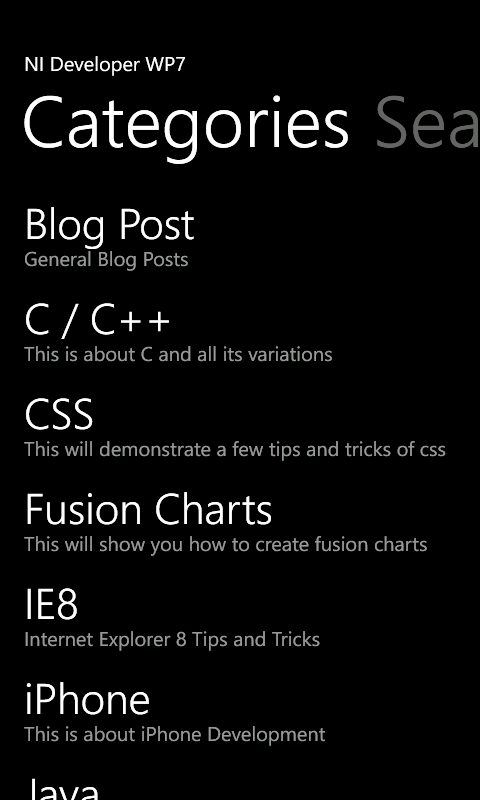 NI Developer WP7
Categories Sea
Blog Post
General Blog Posts
C / C++
This is about C and all its variations
CSS
This will demonstrate a few tips and tricks of css
Fusion Charts
This will show you how to create fusion charts
IE8
Internet Explorer 8 Tips and Tricks
iPhone
This is about iPhone Development
Java